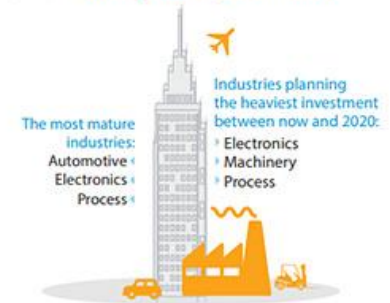 The most mature
industries:
Automotive
Electronics
Process
Industries planning
the heaviest investment
between now and 2020:
Electronics
Machinery
Process